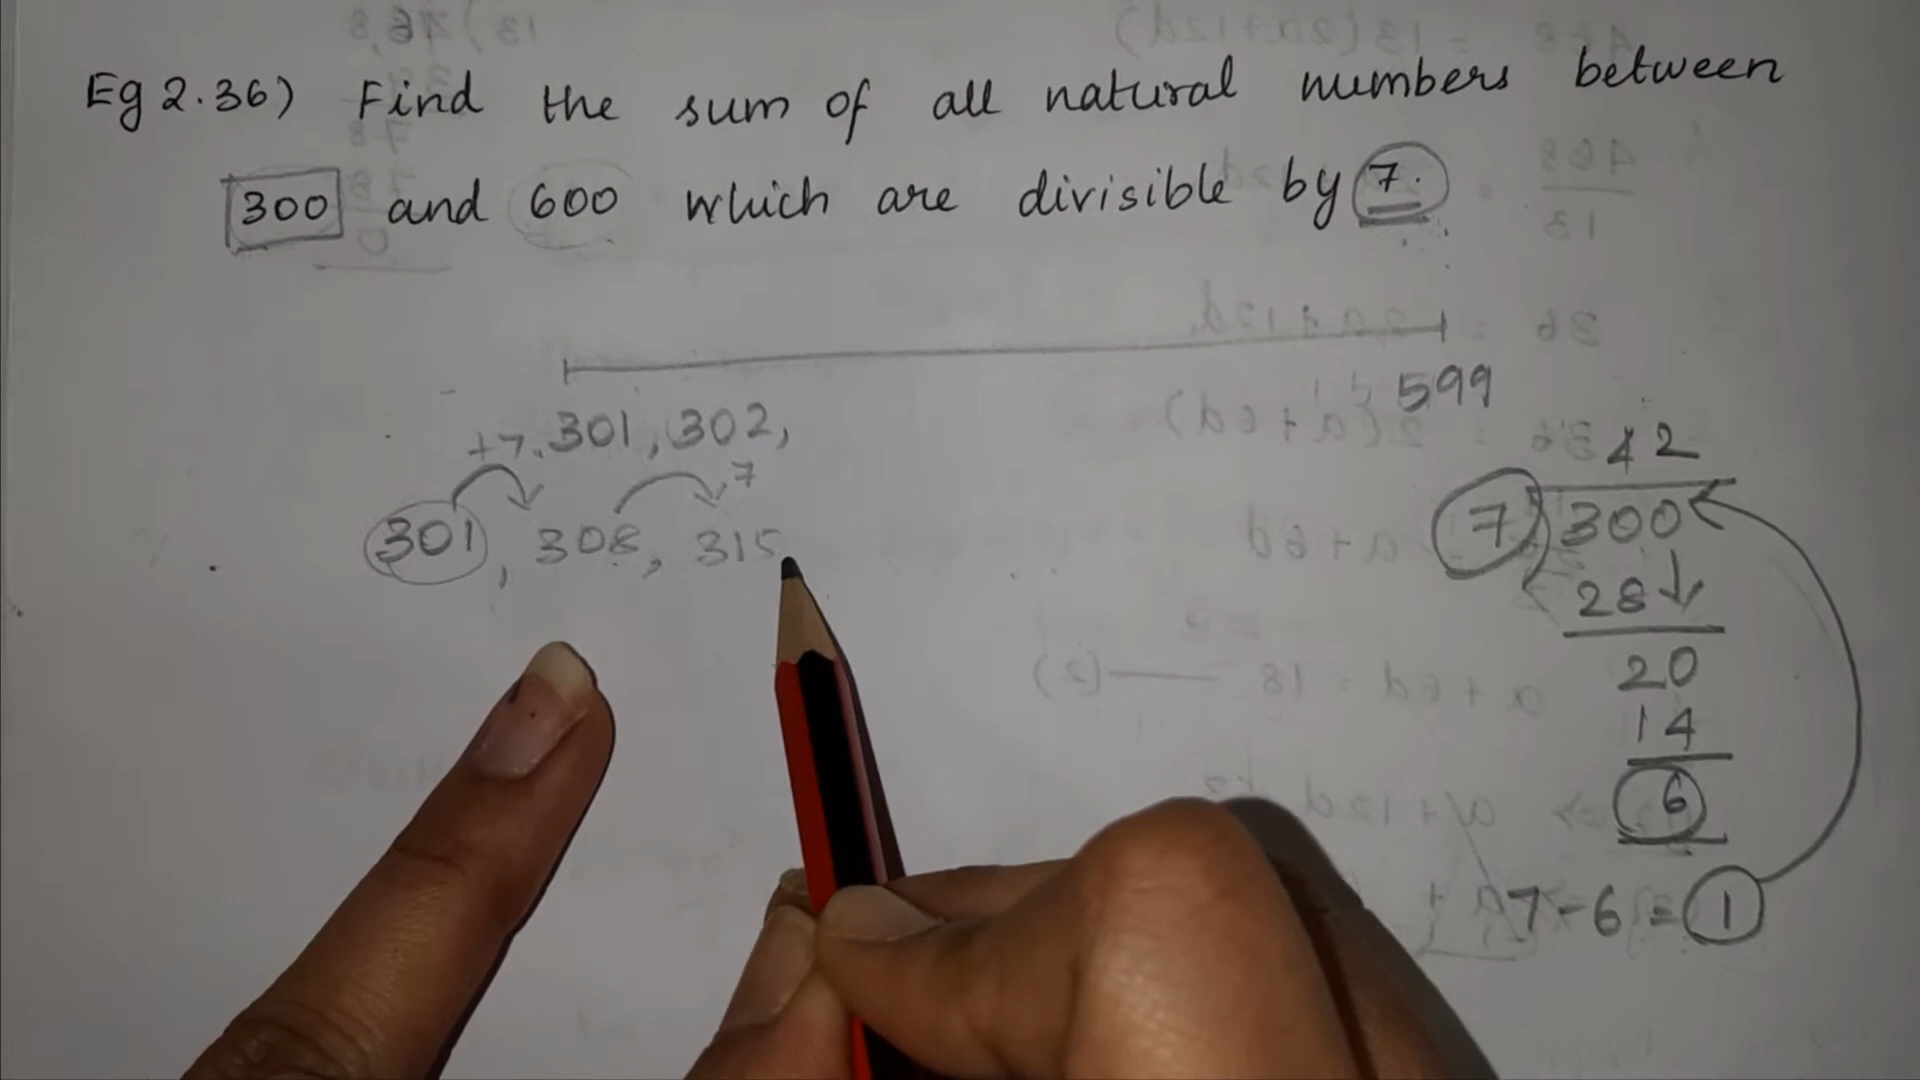 Eg 2.36) Find the sum of all natural numbers between
300 and 600 which are divisible by 7.
599
+7 301, 302,
7
301, 308, 315
42
7)300
28↓
20
14
6
7-6=1